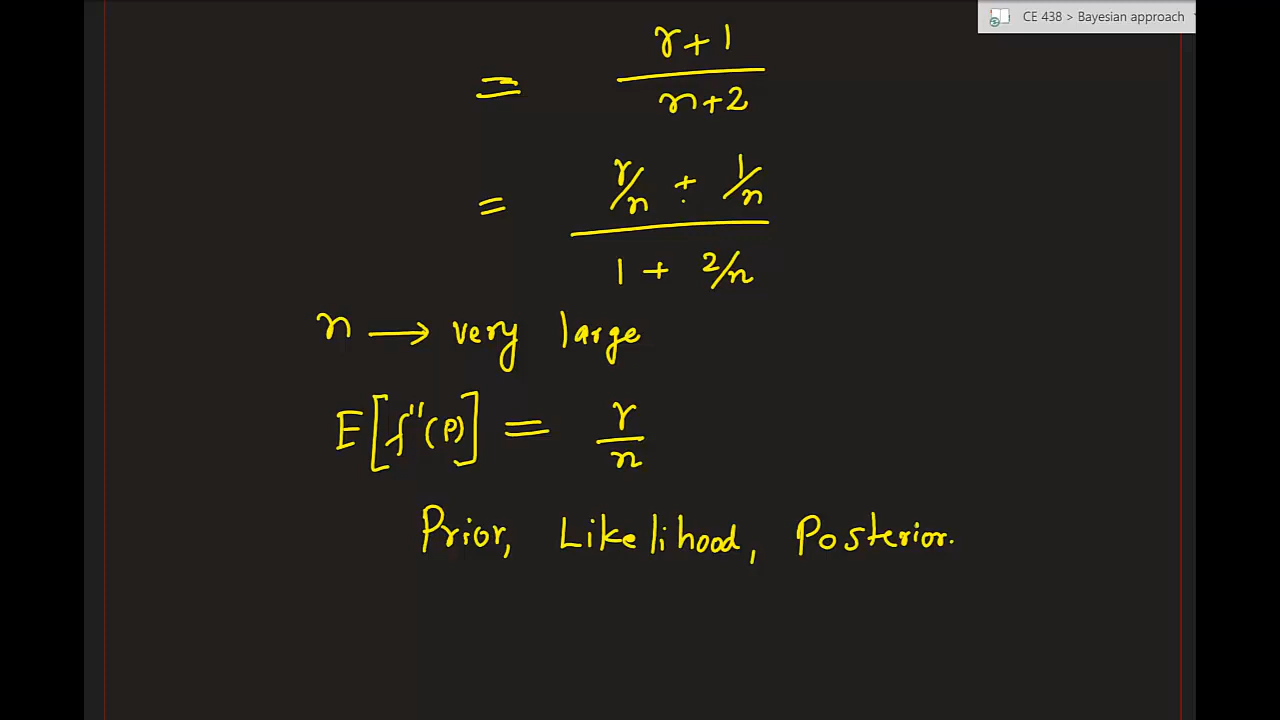 CE 438 > Bayesian approach
= r+1 / n+2
= r/n + 1/n / 1 + 2/n
n → very large
E[f"(P)] = r/n
Prior, Likelihood, Posterior.